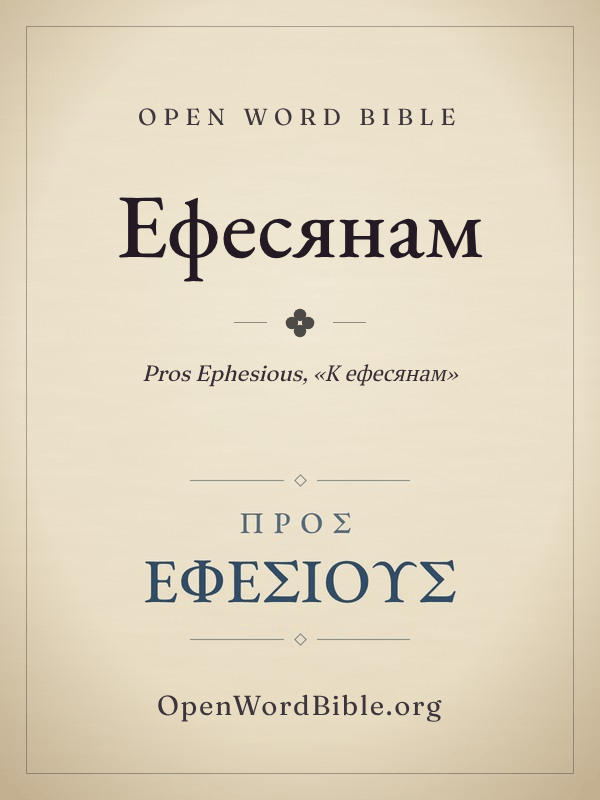 OPEN WORD BIBLE
Ефесянам
Pros Ephesious, «К ефесянам»
ΠΡΟΣ
ΕΦΕΣΙΟΥΣ
OpenWordBible.org